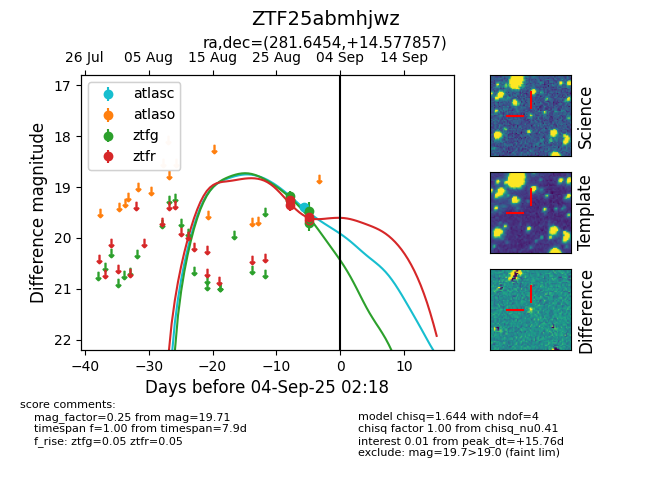 ZTF25abmhjwz
ra,dec=(281.6454,+14.577857)
26 Jul 05 Aug 15 Aug 25 Aug 04 Sep 14 Sep
17
18
19
20
21
22
Difference magnitude
atlasc
atlaso
ztfg
ztfr
−40 −30 −20 −10 0 10
Days before 04-Sep-25 02:18
Science
Template
Difference
score comments:
mag_factor=0.25 from mag=19.71
timespan f=1.00 from timespan=7.9d
f_rise: ztfg=0.05 ztfr=0.05
model chisq=1.644 with ndof=4
chisq factor 1.00 from chisq_nu0.41
interest 0.01 from peak_dt=+15.76d
exclude: mag=19.7>19.0 (faint lim)